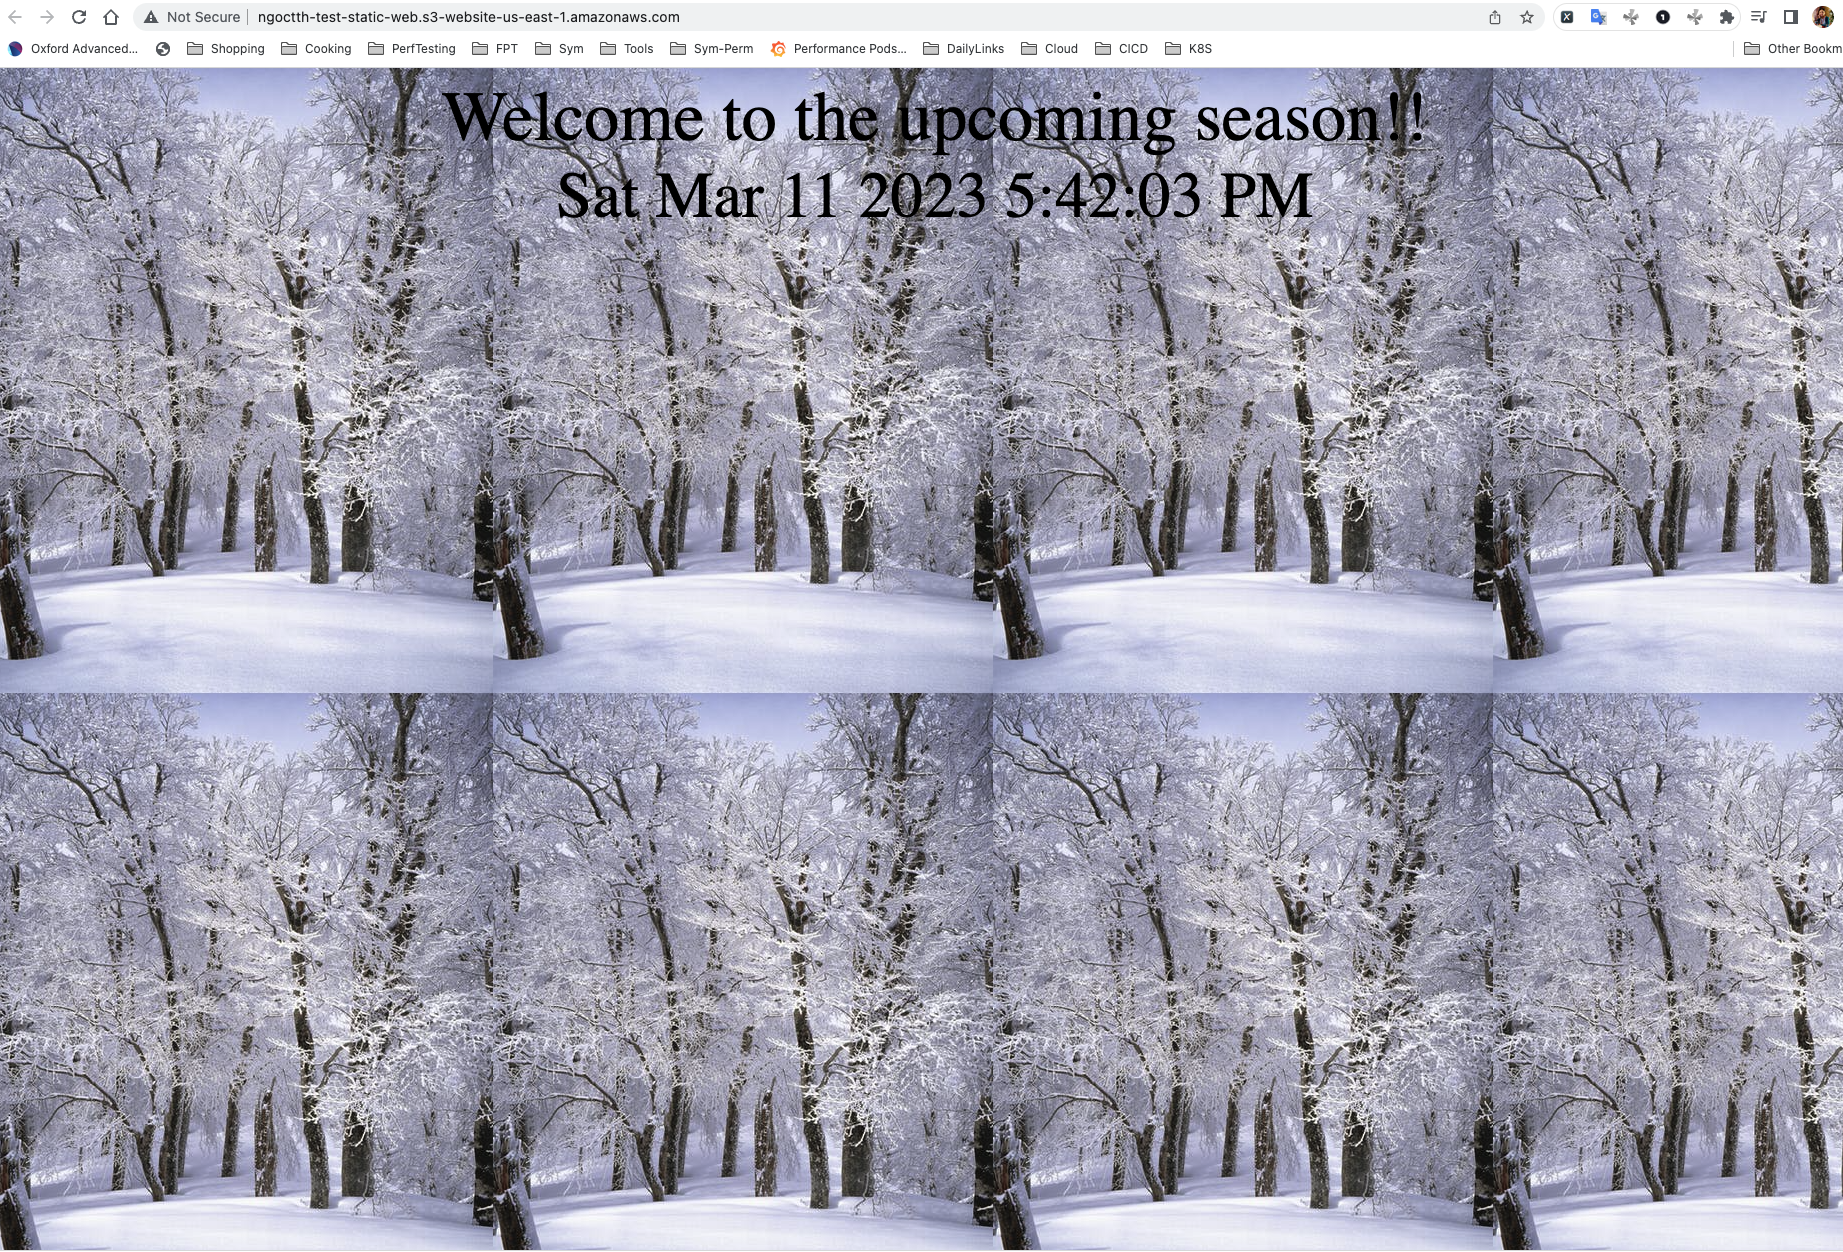 Not Secure ngoctth-test-static-web.s3-website-us-east-1.amazonaws.com
Oxford Advanced... Shopping Cooking PerfTesting FPT Sym Tools Sym-Perm Performance Pods... DailyLinks Cloud CICD K8S Other Bookm
Welcome to the upcoming season!!
Sat Mar 11 2023 5:42:03 PM